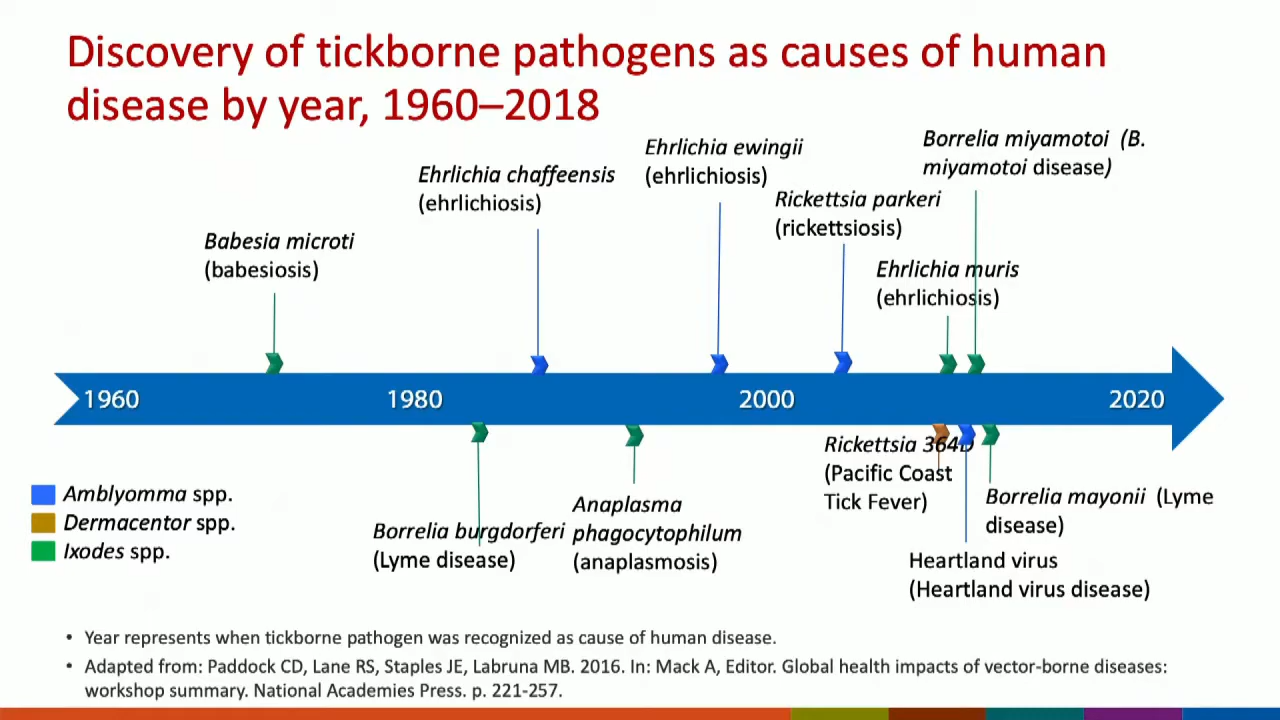 Discovery of tickborne pathogens as causes of human
disease by year, 1960–2018
Borrelia miyamotoi (B.
miyamotoi disease)
Ehrlichia ewingii
(ehrlichiosis)
Ehrlichia chaffeensis
(ehrlichiosis)
Rickettsia parkeri
(rickettsiosis)
Babesia microti
(babesiosis)
Ehrlichia muris
(ehrlichiosis)
1960
1980
2000
2020
Rickettsia 364D
(Pacific Coast
Tick Fever)
Amblyomma spp.
Dermacentor spp.
Ixodes spp.
Borrelia burgdorferi
(Lyme disease)
Anaplasma
phagocytophilum
(anaplasmosis)
Borrelia mayonii (Lyme
disease)
Heartland virus
(Heartland virus disease)
• Year represents when tickborne pathogen was recognized as cause of human disease.
• Adapted from: Paddock CD, Lane RS, Staples JE, Labruna MB. 2016. In: Mack A, Editor. Global health impacts of vector-borne diseases:
workshop summary. National Academies Press. p. 221-257.